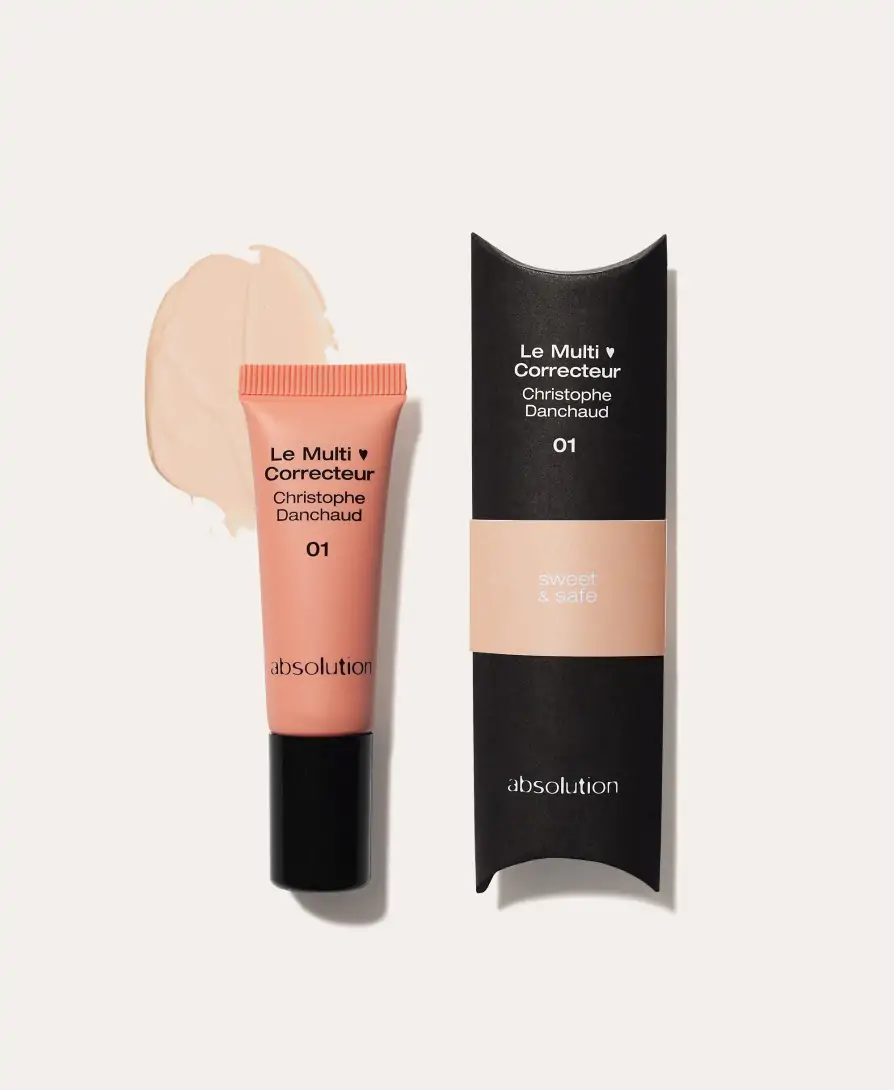 Le Multi ♥
Correcteur
Christophe
Danchaud
01
absolution
Le Multi ♥
Correcteur
Christophe
Danchaud
01
sweet
& safe
absolution